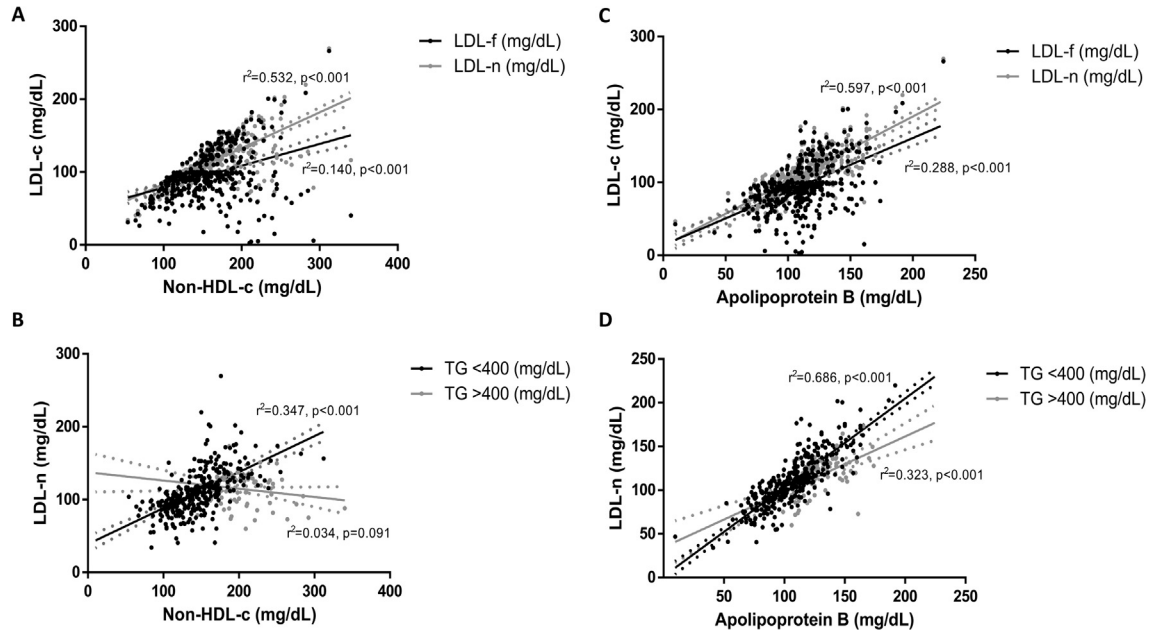 A
300
200
100
0
0
100
200
300
400
LDL-c (mg/dL)
Non-HDL-c (mg/dL)
LDL-f (mg/dL)
LDL-n (mg/dL)
r²=0.532, p<0.001
r²=0.140, p<0.001
B
300
200
100
0
0
100
200
300
400
LDL-n (mg/dL)
Non-HDL-c (mg/dL)
TG <400 (mg/dL)
TG >400 (mg/dL)
r²=0.347, p<0.001
r²=0.034, p=0.091
C
300
200
100
0
0
50
100
150
200
250
LDL-c (mg/dL)
Apolipoprotein B (mg/dL)
LDL-f (mg/dL)
LDL-n (mg/dL)
r²=0.597, p<0.001
r²=0.288, p<0.001
D
250
200
150
100
50
0
50
100
150
200
250
LDL-n (mg/dL)
Apolipoprotein B (mg/dL)
TG <400 (mg/dL)
TG >400 (mg/dL)
r²=0.686, p<0.001
r²=0.323, p<0.001